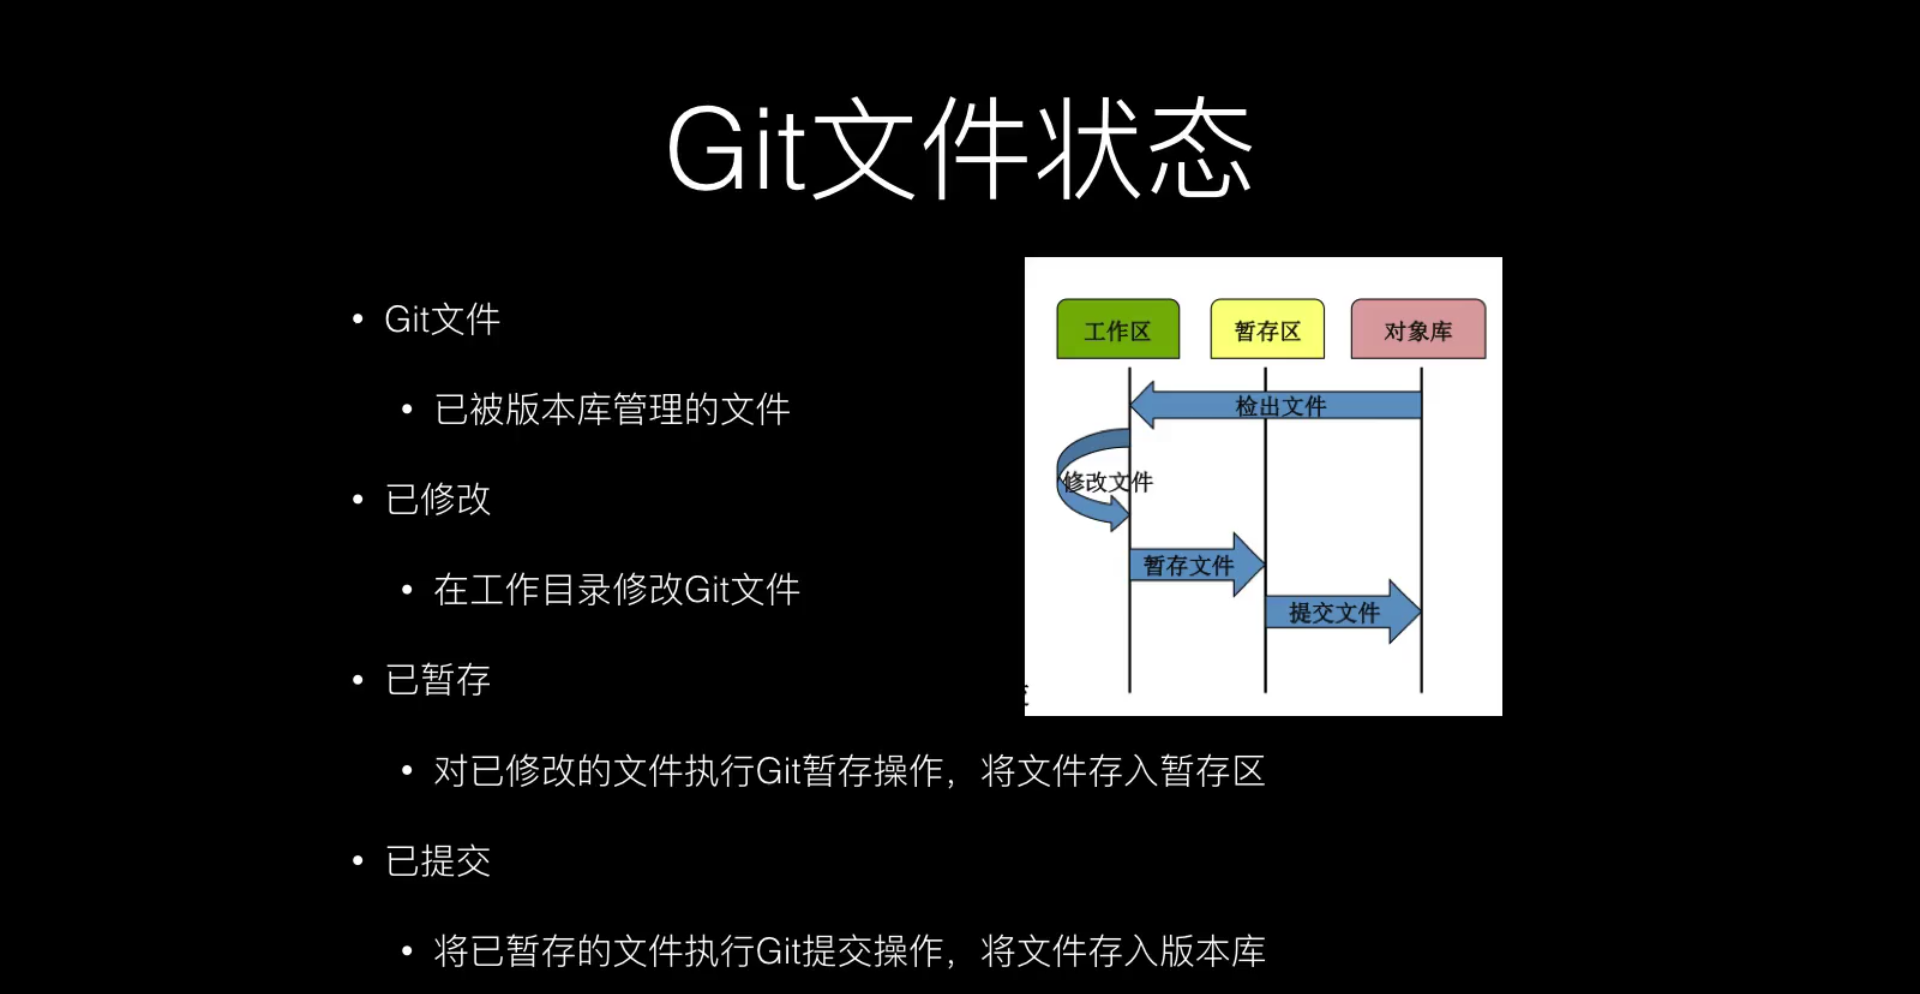 Git文件状态
• Git文件
• 已被版本库管理的文件
• 已修改
• 在工作目录修改Git文件
• 已暂存
• 对已修改的文件执行Git暂存操作，将文件存入暂存区
• 已提交
• 将已暂存的文件执行Git提交操作，将文件存入版本库
工作区
暂存区
对象库
检出文件
修改文件
暂存文件
提交文件